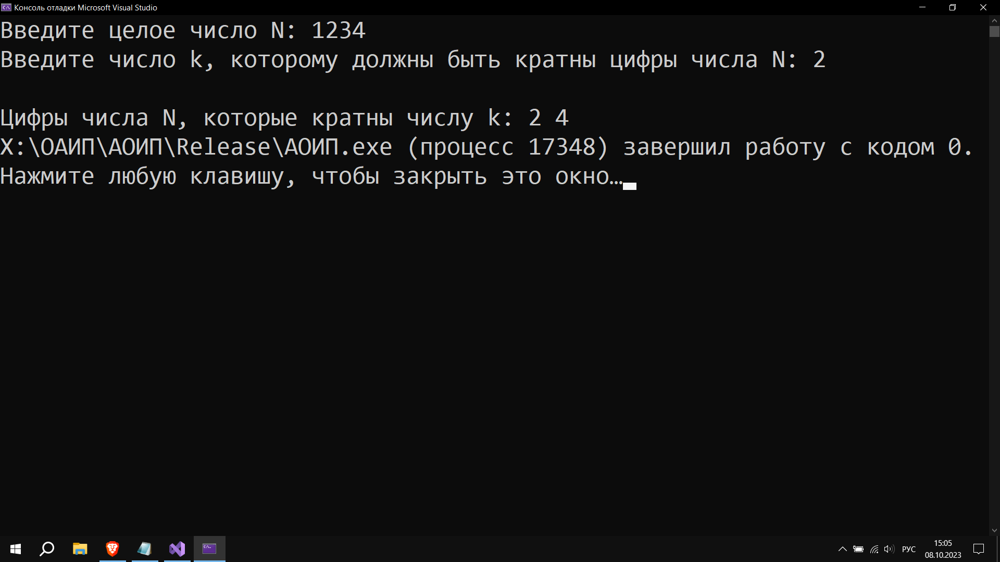 Консоль отладки Microsoft Visual Studio
Введите целое число N: 1234
Введите число k, которому должны быть кратны цифры числа N: 2
Цифры числа N, которые кратны числу k: 2 4
X:\ОАИП\АОИП\Release\АОИП.exe (процесс 17348) завершил работу с кодом 0.
Нажмите любую клавишу, чтобы закрыть это окно…
РУС
15:05
08.10.2023